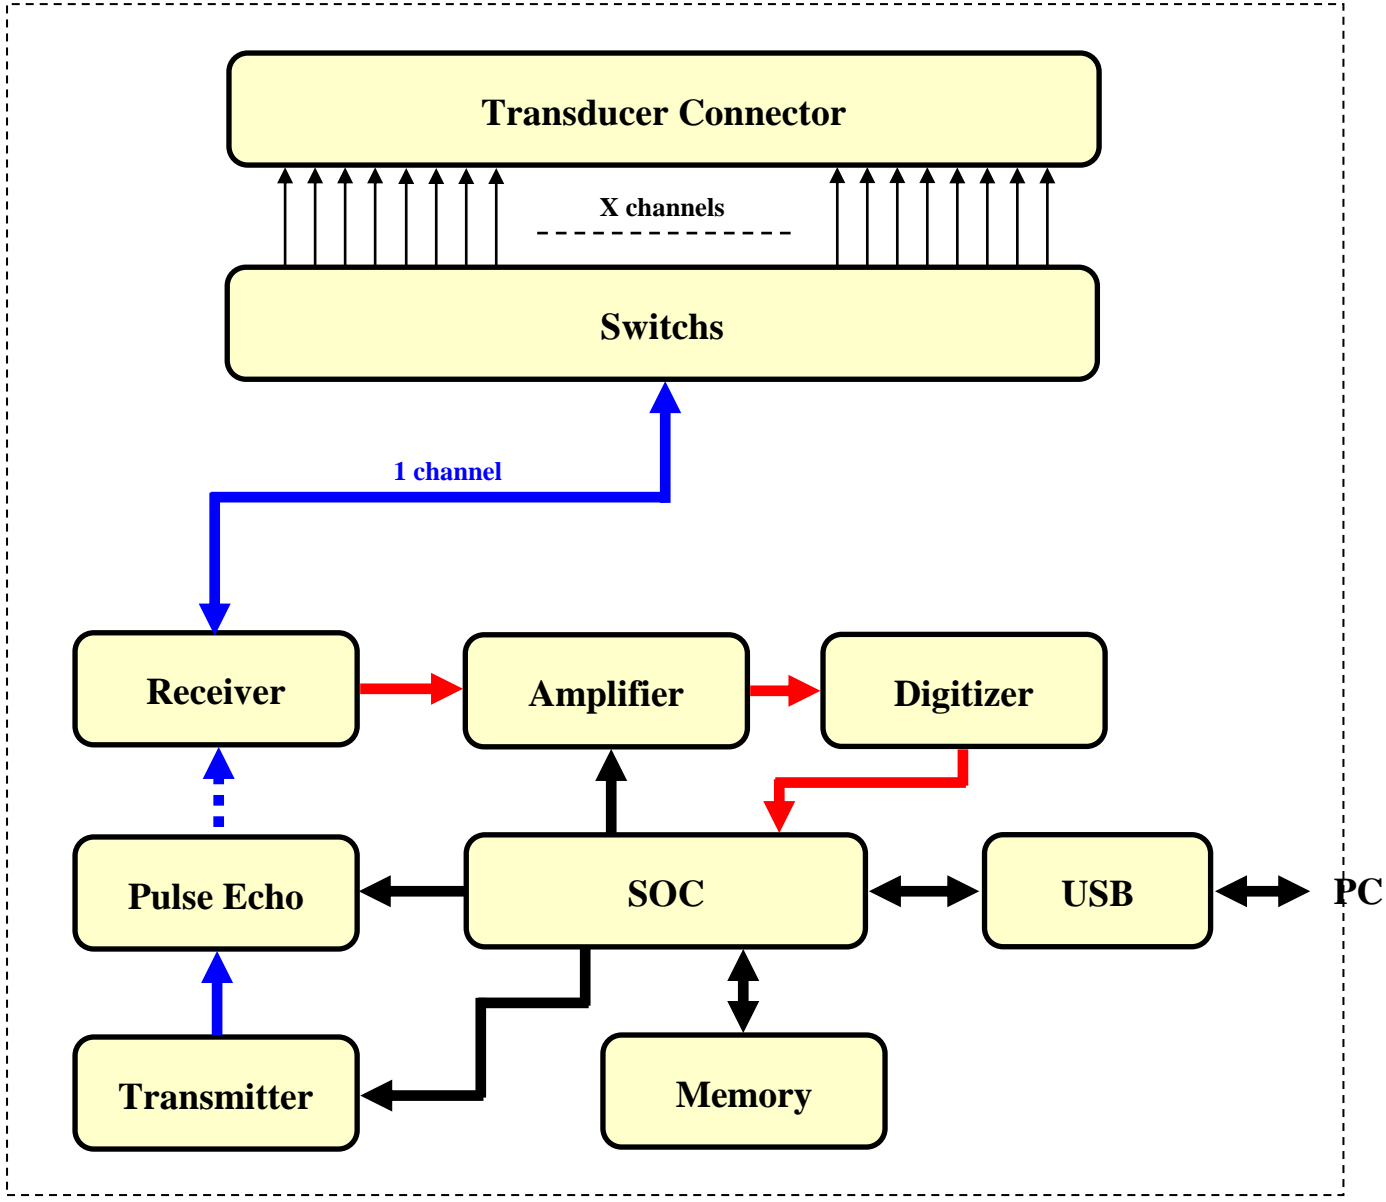 Transducer Connector
X channels
Switchs
1 channel
Receiver
Amplifier
Digitizer
Pulse Echo
SOC
USB
PC
Transmitter
Memory